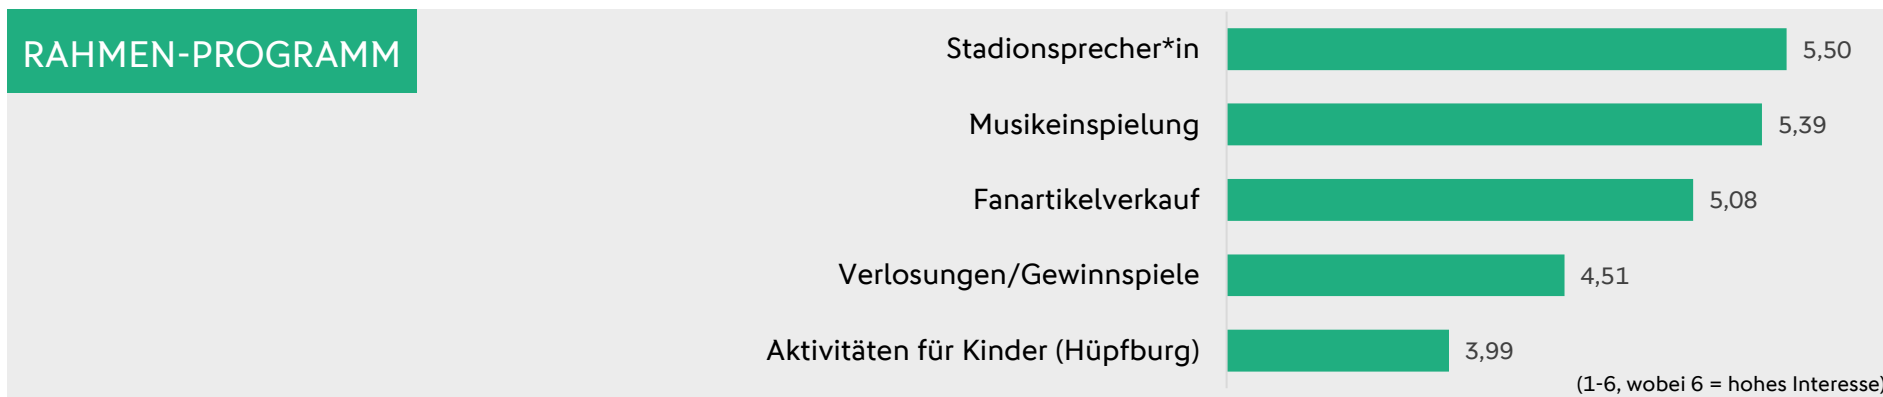 RAHMEN-PROGRAMM
Stadionsprecher*in 5,50
Musikeinspielung 5,39
Fanartikelverkauf 5,08
Verlosungen/Gewinnspiele 4,51
Aktivitäten für Kinder (Hüpfburg) 3,99
(1-6, wobei 6 = hohes Interesse)